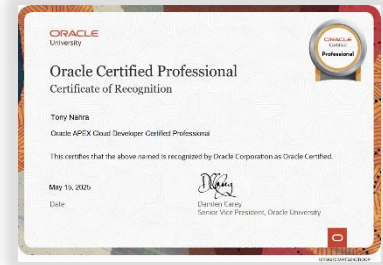 ORACLE
University
ORACLE
Certified
Professional
Oracle Certified Professional
Certificate of Recognition
Tony Nehra
Oracle APEX Cloud Developer Certified Professional
This certifies that the above named is recognized by Oracle Corporation as Oracle Certified.
May 15, 2025
Date
Damien Carey
Senior Vice President, Oracle University